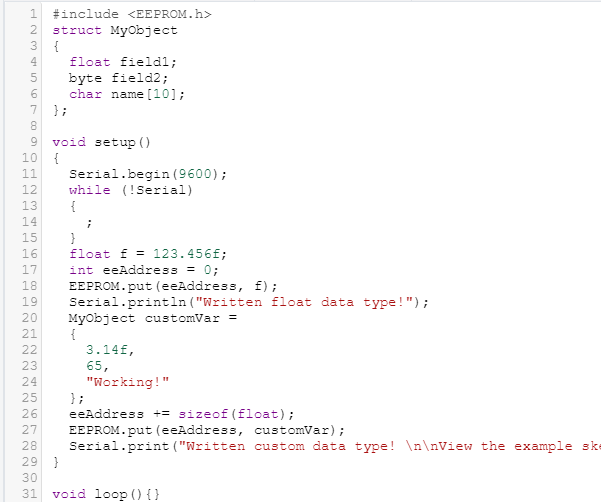 1 #include <EEPROM.h>
2 struct MyObject
3 {
4 float field1;
5 byte field2;
6 char name[10];
7 };
8
9 void setup()
10 {
11 Serial.begin(9600);
12 while (!Serial)
13 {
14 ;
15 }
16 float f = 123.456f;
17 int eeAddress = 0;
18 EEPROM.put(eeAddress, f);
19 Serial.println("Written float data type!");
20 MyObject customVar =
21 {
22 3.14f,
23 65,
24 "Working!"
25 };
26 eeAddress += sizeof(float);
27 EEPROM.put(eeAddress, customVar);
28 Serial.print("Written custom data type! \n\nView the example
29 }
30
31 void loop(){}